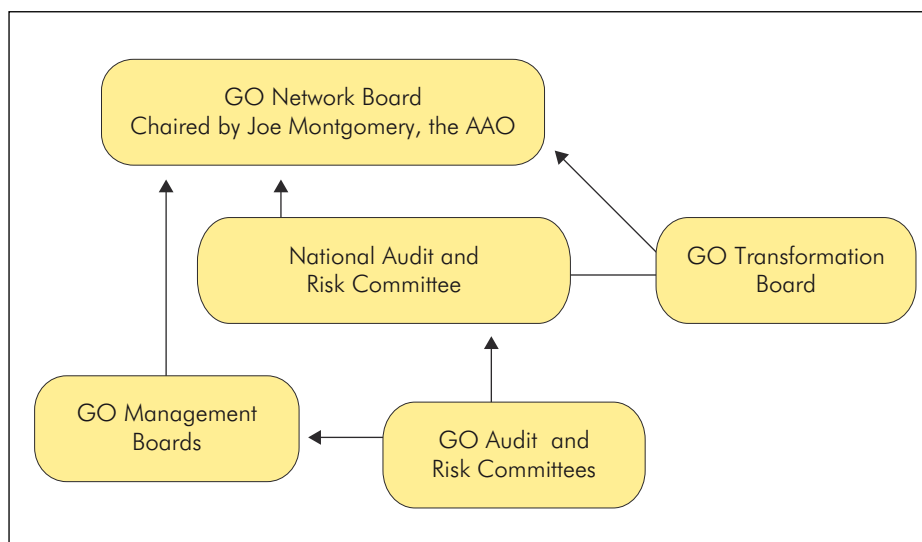 GO Network Board
Chaired by Joe Montgomery, the AAO
National Audit and
Risk Committee
GO Transformation
Board
GO Management
Boards
GO Audit and
Risk Committees